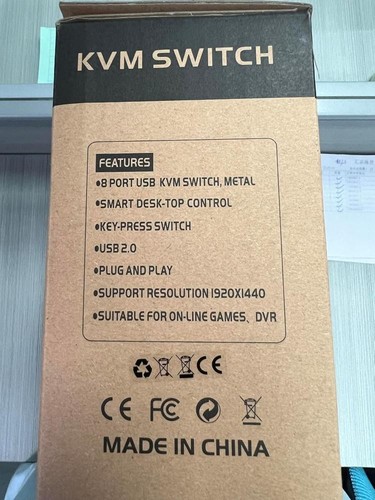 KVM SWITCH
FEATURES
•8 PORT USB KVM SWITCH, METAL
•SMART DESK-TOP CONTROL
•KEY-PRESS SWITCH
•USB 2.0
•PLUG AND PLAY
•SUPPORT RESOLUTION 1920X1440
•SUITABLE FOR ON-LINE GAMES、DVR
CE
CE FC
MADE IN CHINA